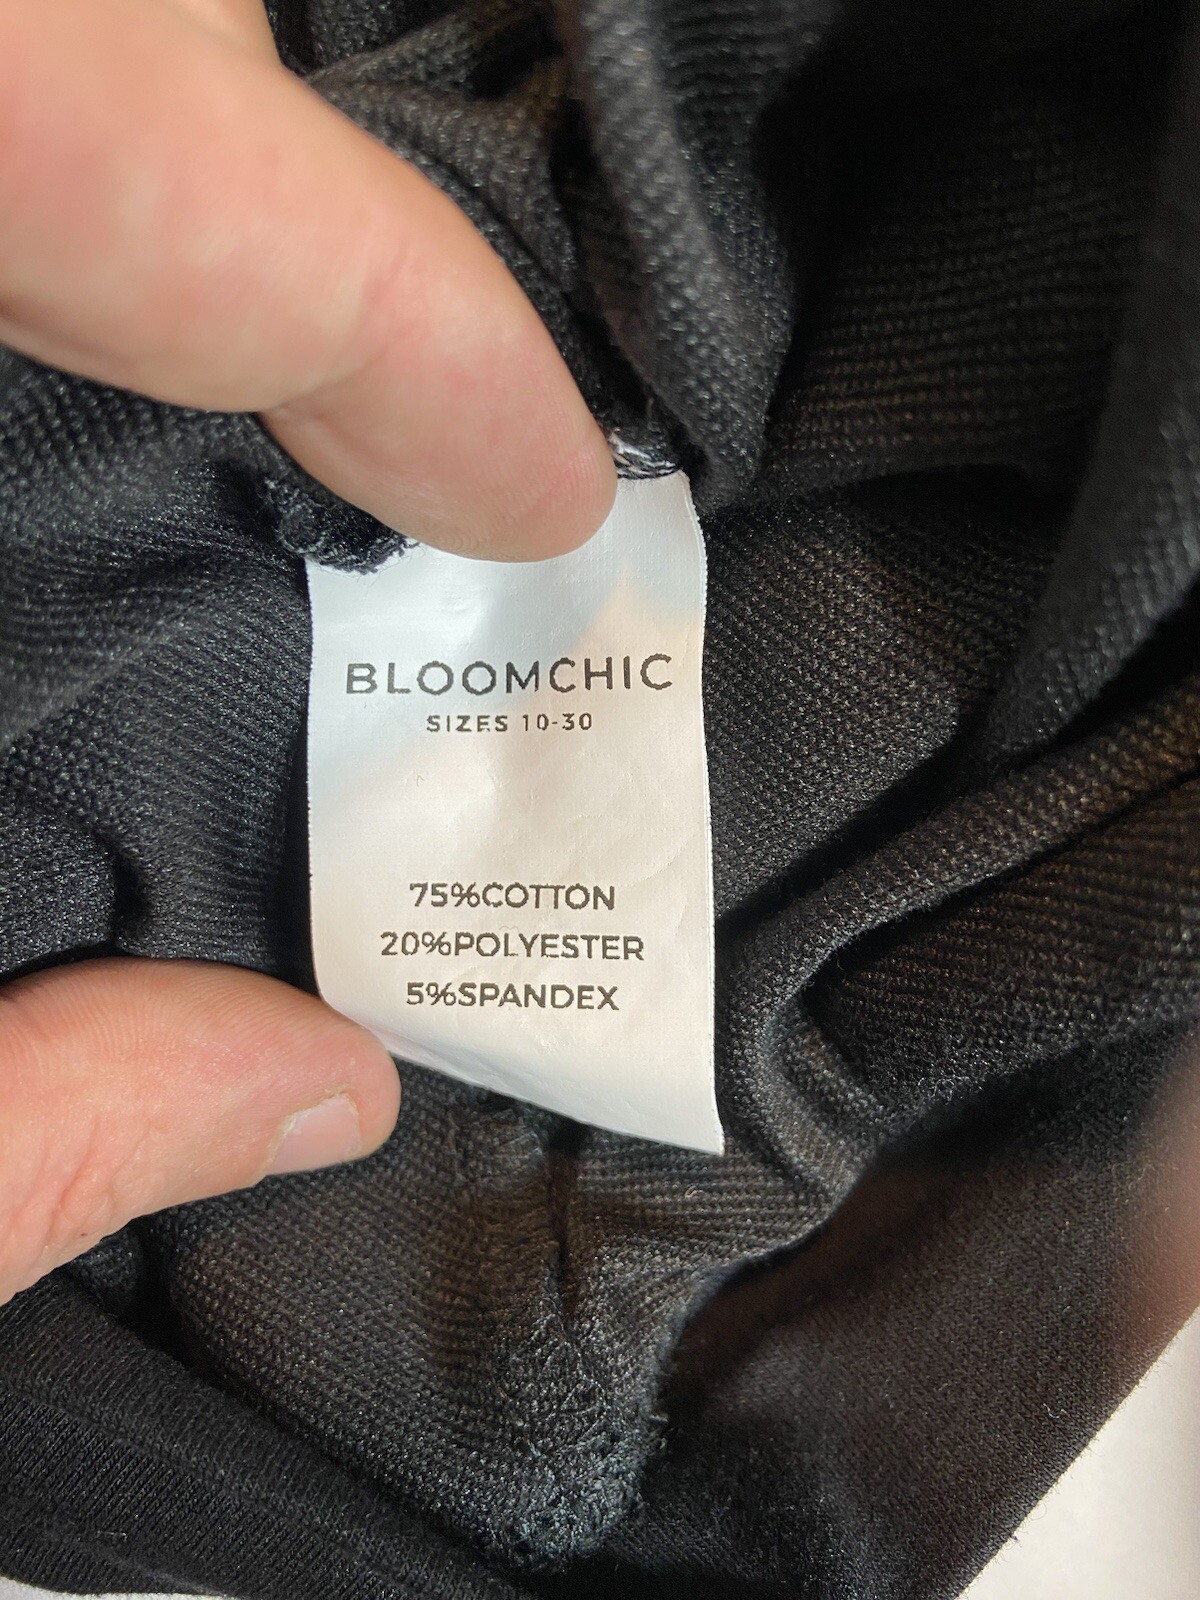 BLOOMCHIC
SIZES 10-30
75%COTTON
20%POLYESTER
5%SPANDEX